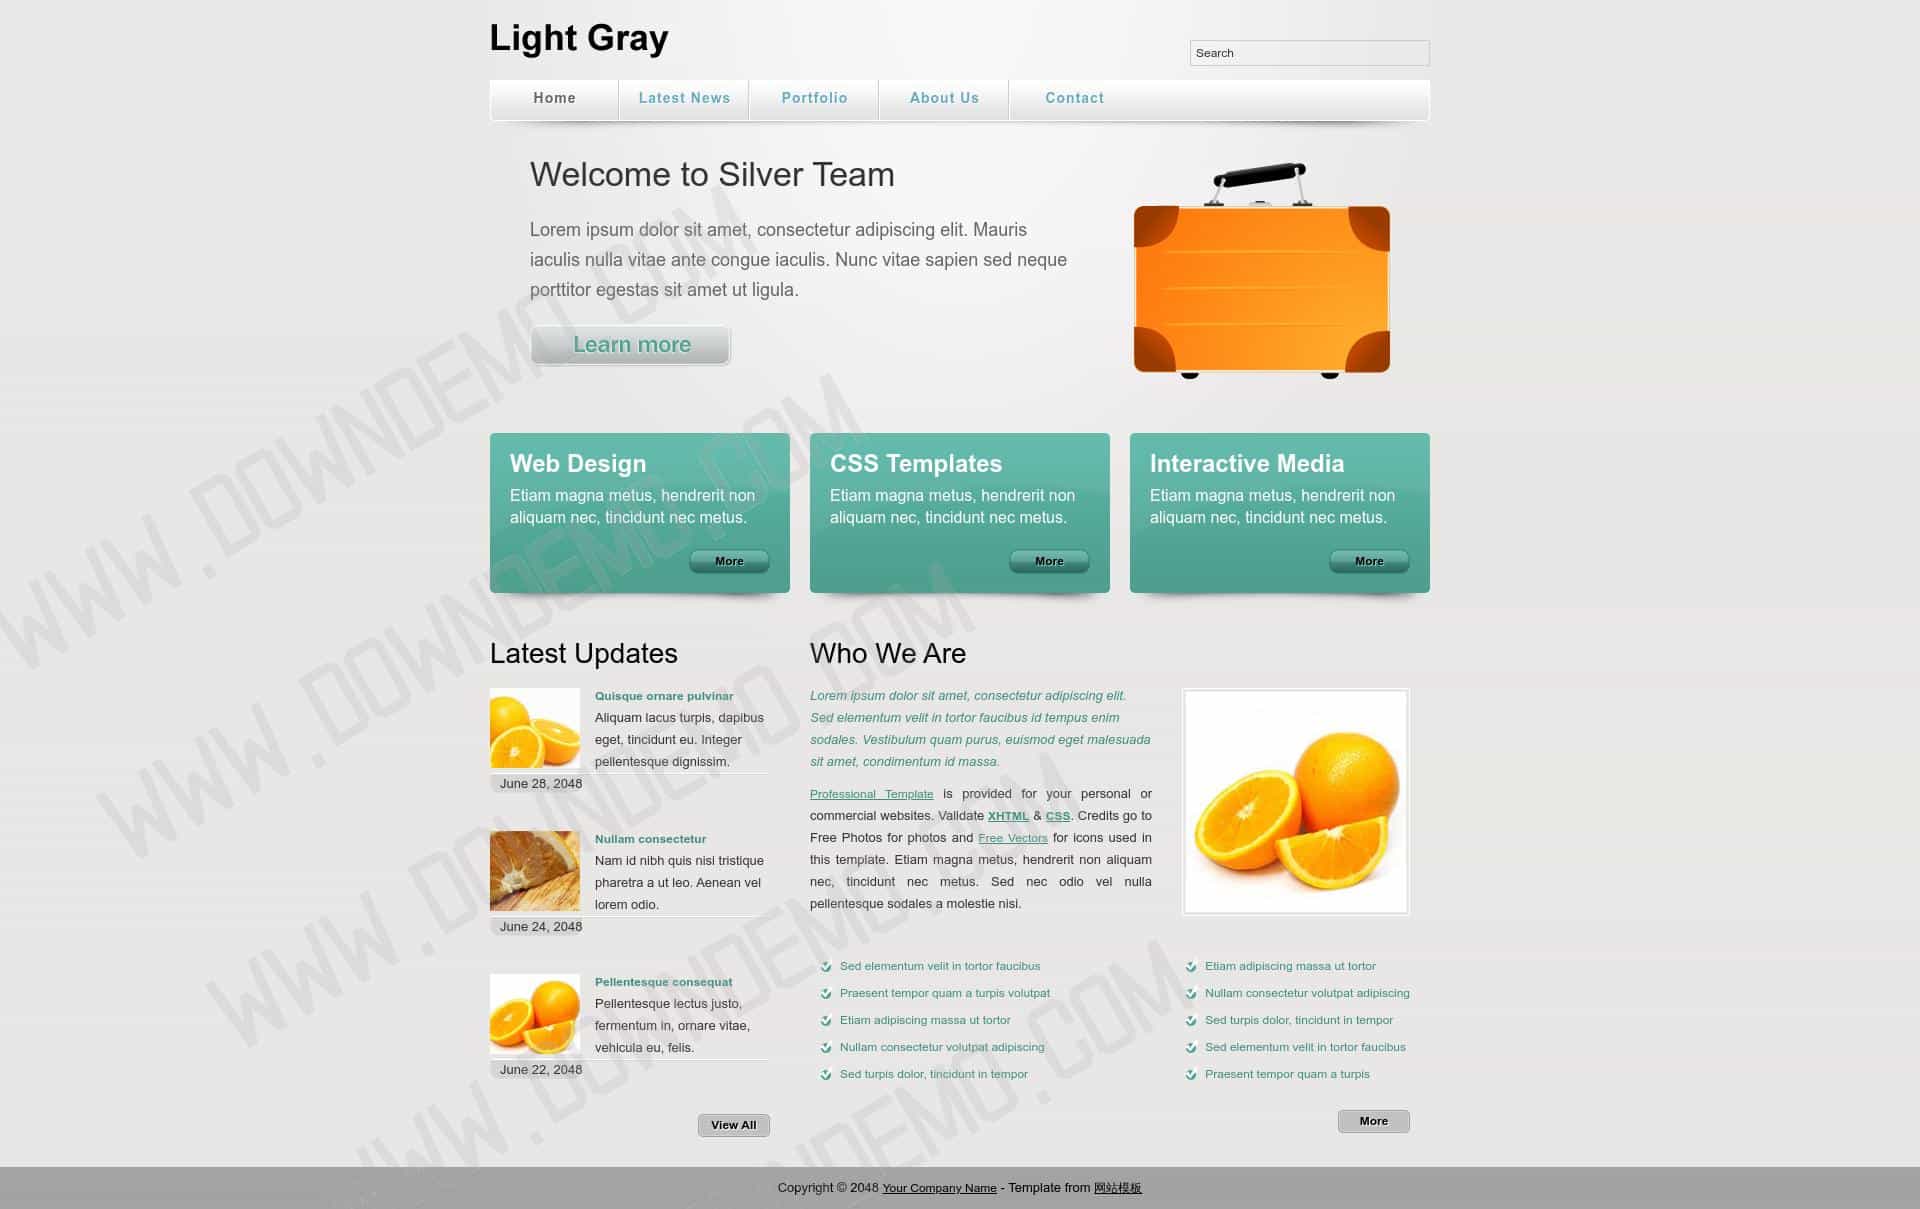 Light Gray
Search
Home
Latest News
Portfolio
About Us
Contact
Welcome to Silver Team
Lorem ipsum dolor sit amet, consectetur adipiscing elit. Mauris
iaculis nulla vitae ante congue iaculis. Nunc vitae sapien sed neque
porttitor egestas sit amet ut ligula.
Learn more
Web Design
Etiam magna metus, hendrerit non
aliquam nec, tincidunt nec metus.
More
CSS Templates
Etiam magna metus, hendrerit non
aliquam nec, tincidunt nec metus.
More
Interactive Media
Etiam magna metus, hendrerit non
aliquam nec, tincidunt nec metus.
More
Latest Updates
Quisque ornare pulvinar
Aliquam lacus turpis, dapibus
eget, tincidunt eu. Integer
pellentesque dignissim.
June 28, 2048
Nullam consectetur
Nam id nibh quis nisi tristique
pharetra a ut leo. Aenean vel
lorem odio.
June 24, 2048
Pellentesque consequat
Pellentesque lectus justo,
fermentum in, ornare vitae,
vehicula eu, felis.
June 22, 2048
View All
Who We Are
Lorem ipsum dolor sit amet, consectetur adipiscing elit.
Sed elementum velit in tortor faucibus id tempus enim
sodales. Vestibulum quam purus, euismod eget malesuada
sit amet, condimentum id massa.
Professional Template is provided for your personal or
commercial websites. Validate XHTML & CSS. Credits go to
Free Photos for photos and Free Vectors for icons used in
this template. Etiam magna metus, hendrerit non aliquam
nec, tincidunt nec metus. Sed nec odio vel nulla
pellentesque sodales a molestie nisi.
Sed elementum velit in tortor faucibus
Praesent tempor quam a turpis volutpat
Etiam adipiscing massa ut tortor
Nullam consectetur volutpat adipiscing
Sed turpis dolor, tincidunt in tempor
Etiam adipiscing massa ut tortor
Nullam consectetur volutpat adipiscing
Sed turpis dolor, tincidunt in tempor
Sed elementum velit in tortor faucibus
Praesent tempor quam a turpis
More
Copyright © 2048 Your Company Name - Template from 网站模板
WWW.DOWNDEMO.COM
WWW.DOWNDEMO.COM
WWW.DOWNDEMO.COM
WWW.DOWNDEMO.COM